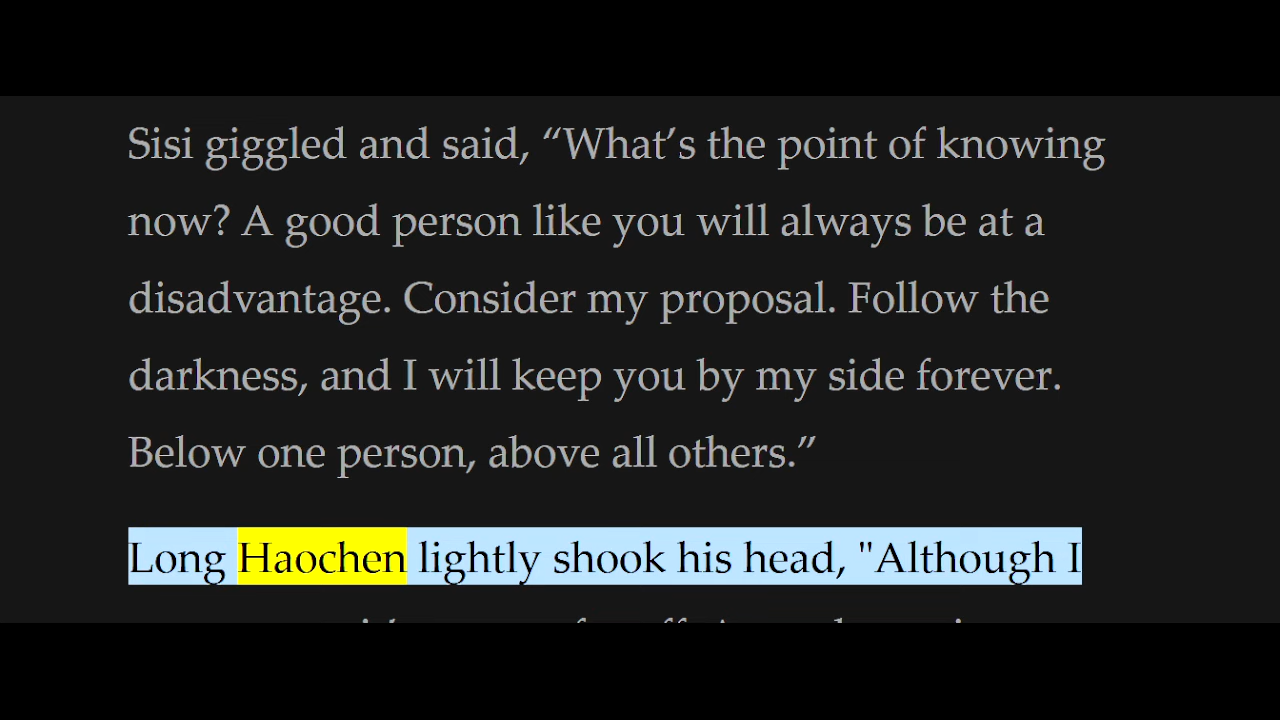 Sisi giggled and said, “What’s the point of knowing
now? A good person like you will always be at a
disadvantage. Consider my proposal. Follow the
darkness, and I will keep you by my side forever.
Below one person, above all others.”
Long Haochen lightly shook his head, "Although I